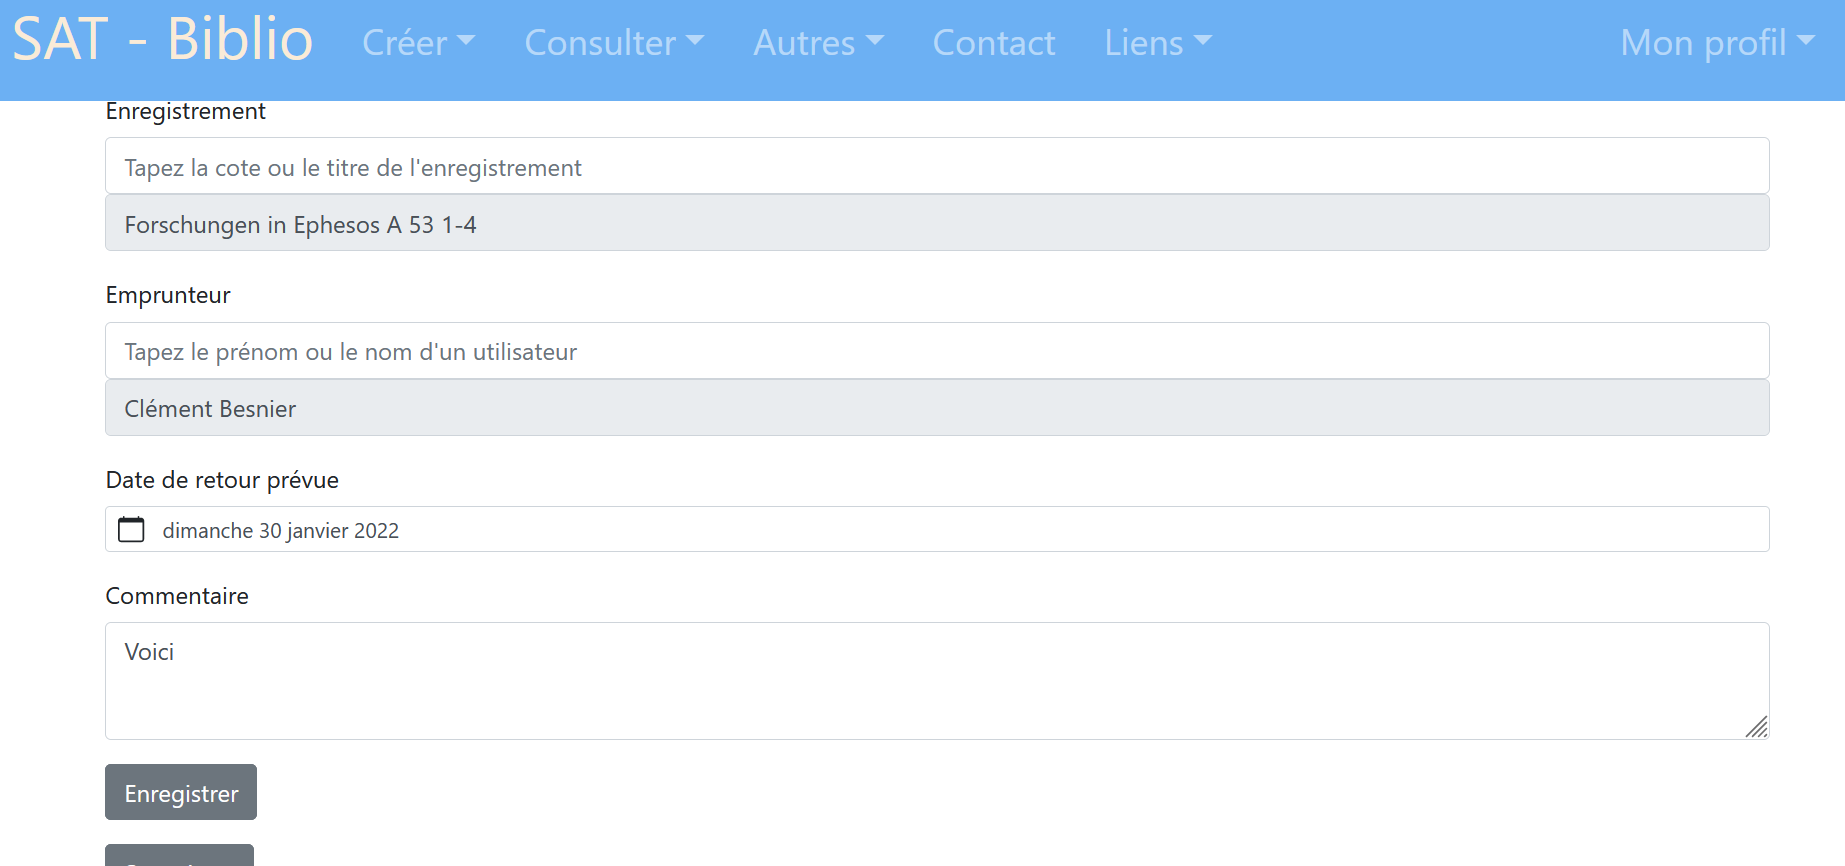 SAT - Biblio Créer Consulter Autres Contact Liens Mon profil
Enregistrement
Tapez la cote ou le titre de l'enregistrement
Forschungen in Ephesos A 53 1-4
Emprunteur
Tapez le prénom ou le nom d'un utilisateur
Clément Besnier
Date de retour prévue
dimanche 30 janvier 2022
Commentaire
Voici
Enregistrer